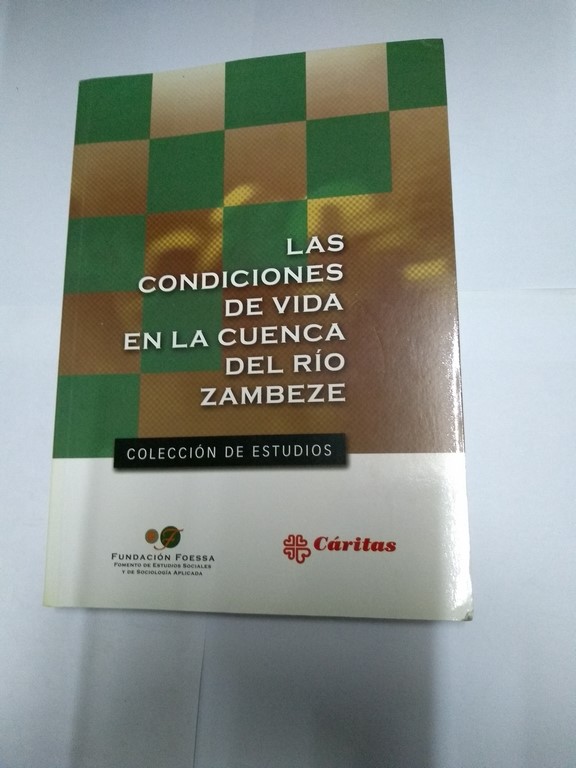 LAS
CONDICIONES
DE VIDA
EN LA CUENCA
DEL RÍO
ZAMBEZE
COLECCIÓN DE ESTUDIOS
FUNDACIÓN FOESSA
FOMENTO DE ESTUDIOS SOCIALES
Y DE SOCIOLOGÍA APLICADA
Cáritas